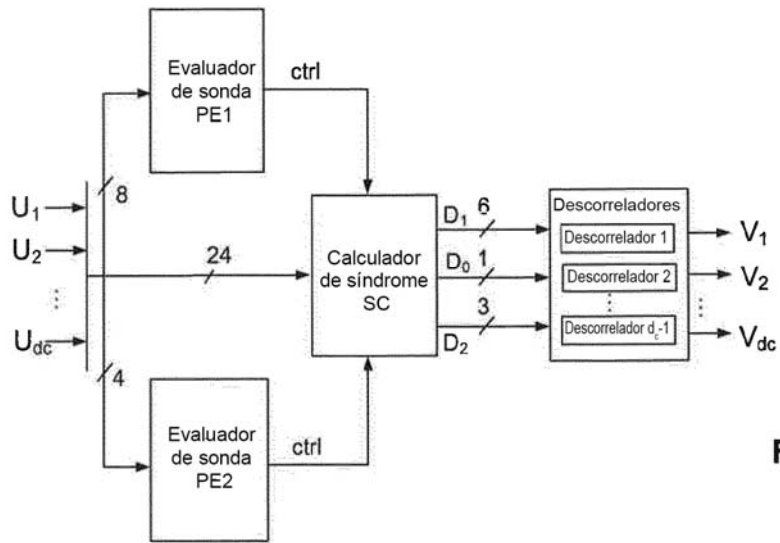 Evaluador
de sonda
PE1
ctrl
8
U1
U2
⋮
Udc
24
4
Calculador
de síndrome
SC
D1 6
D0 1
3
D2
Descorreladores
Descorrelador 1
Descorrelador 2
⋮
Descorrelador dc-1
V1
V2
⋮
Vdc
Evaluador
de sonda
PE2
ctrl
F